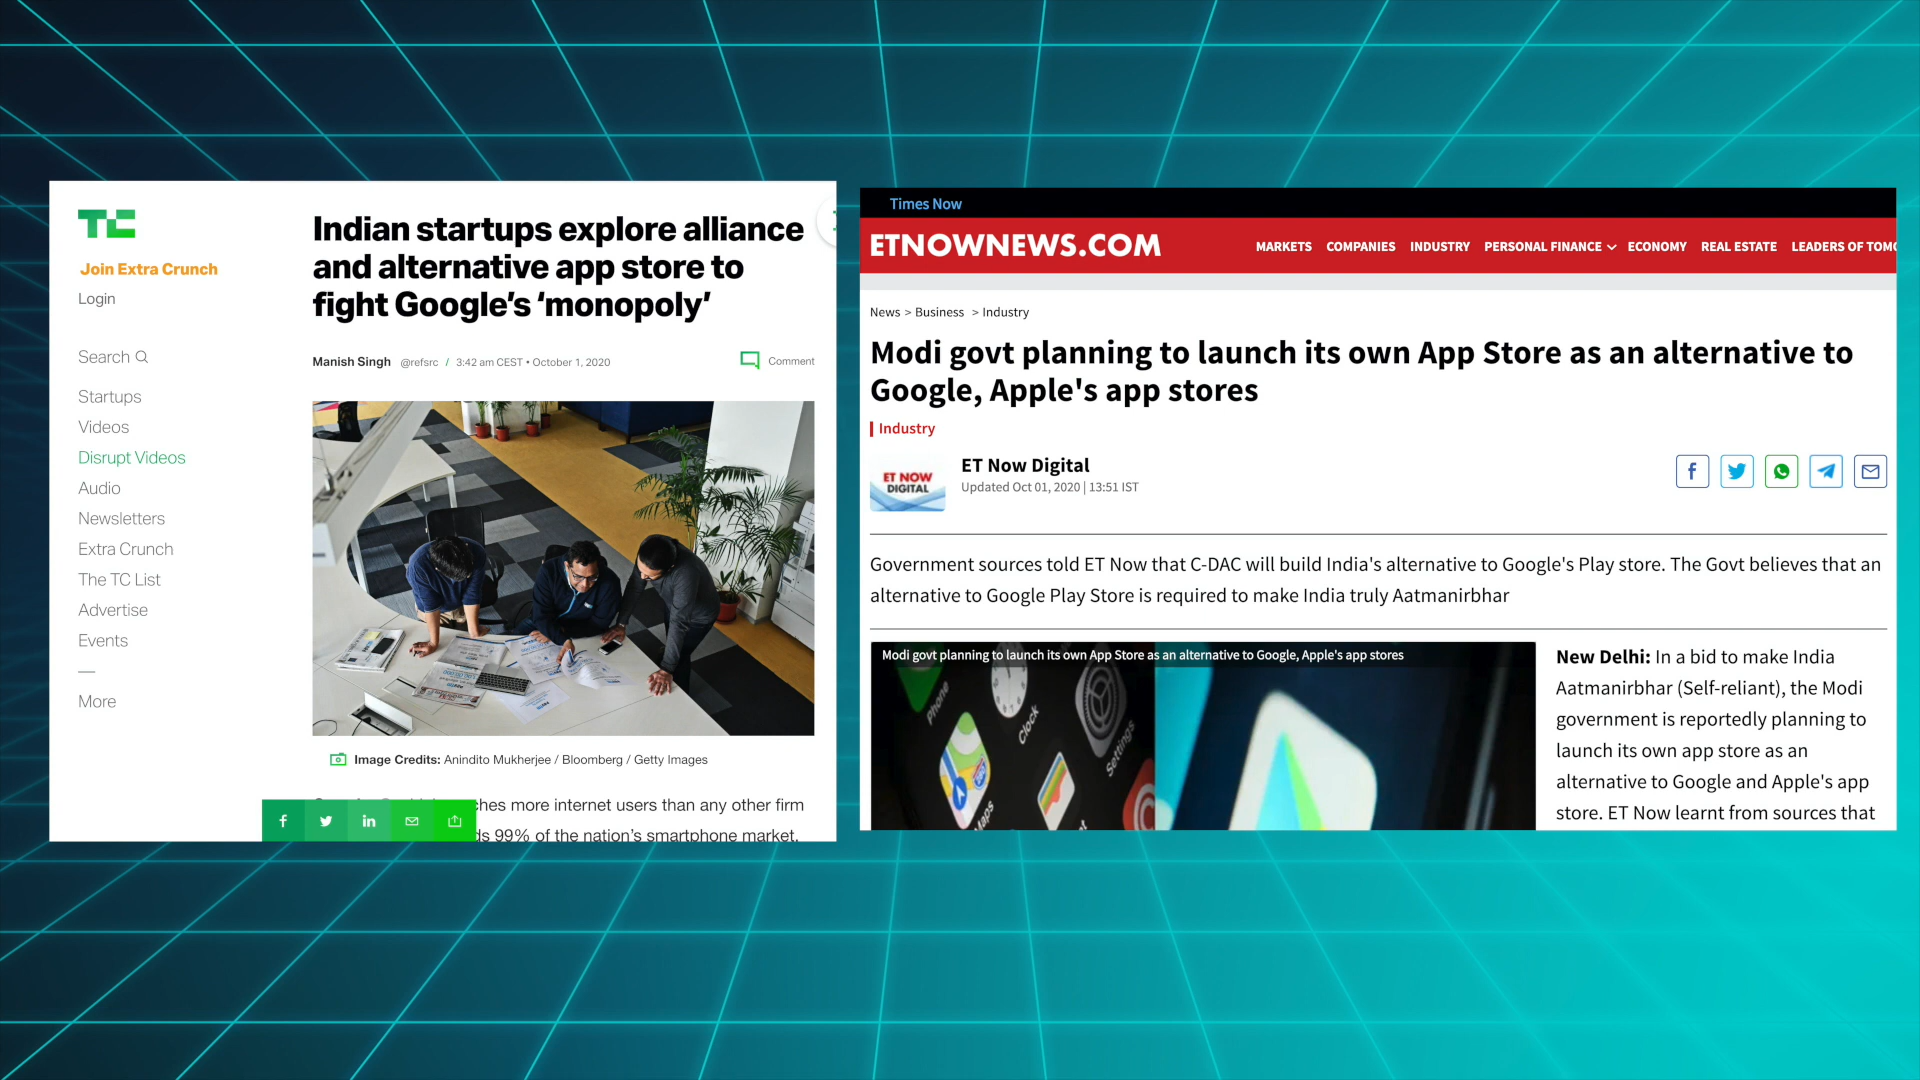 TC
Join Extra Crunch
Login
Search
Startups
Videos
Disrupt Videos
Audio
Newsletters
Extra Crunch
The TC List
Advertise
Events
More
Indian startups explore alliance
and alternative app store to
fight Google’s ‘monopoly’
Manish Singh @refsrc / 3:42 am CEST • October 1, 2020
Comment
Image Credits: Anindito Mukherjee / Bloomberg / Getty Images
more internet users than any other firm
99% of the nation’s smartphone market,
Times Now
ETNOWNEWS.COM
MARKETS COMPANIES INDUSTRY PERSONAL FINANCE ECONOMY REAL ESTATE LEADERS OF
News > Business > Industry
Modi govt planning to launch its own App Store as an alternative to
Google, Apple's app stores
Industry
ET NOW
DIGITAL
ET Now Digital
Updated Oct 01, 2020 | 13:51 IST
Government sources told ET Now that C-DAC will build India's alternative to Google's Play store. The Govt believes that an
alternative to Google Play Store is required to make India truly Aatmanirbhar
Modi govt planning to launch its own App Store as an alternative to Google, Apple's app stores
Phone
Clock
Settings
Maps
New Delhi: In a bid to make India
Aatmanirbhar (Self-reliant), the Modi
government is reportedly planning to
launch its own app store as an
alternative to Google and Apple's app
store. ET Now learnt from sources that